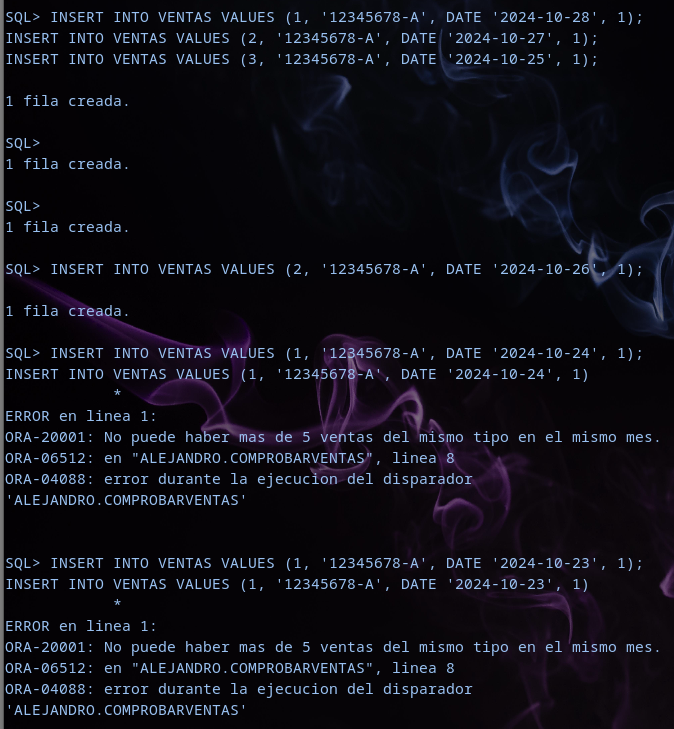 SQL> INSERT INTO VENTAS VALUES (1, '12345678-A', DATE '2024-10-28', 1);
INSERT INTO VENTAS VALUES (2, '12345678-A', DATE '2024-10-27', 1);
INSERT INTO VENTAS VALUES (3, '12345678-A', DATE '2024-10-25', 1);
1 fila creada.
SQL>
1 fila creada.
SQL>
1 fila creada.
SQL> INSERT INTO VENTAS VALUES (2, '12345678-A', DATE '2024-10-26', 1);
1 fila creada.
SQL> INSERT INTO VENTAS VALUES (1, '12345678-A', DATE '2024-10-24', 1);
INSERT INTO VENTAS VALUES (1, '12345678-A', DATE '2024-10-24', 1)
*
ERROR en linea 1:
ORA-20001: No puede haber mas de 5 ventas del mismo tipo en el mismo mes.
ORA-06512: en "ALEJANDRO.COMPROBARVENTAS", linea 8
ORA-04088: error durante la ejecucion del disparador
'ALEJANDRO.COMPROBARVENTAS'
SQL> INSERT INTO VENTAS VALUES (1, '12345678-A', DATE '2024-10-23', 1);
INSERT INTO VENTAS VALUES (1, '12345678-A', DATE '2024-10-23', 1)
*
ERROR en linea 1:
ORA-20001: No puede haber mas de 5 ventas del mismo tipo en el mismo mes.
ORA-06512: en "ALEJANDRO.COMPROBARVENTAS", linea 8
ORA-04088: error durante la ejecucion del disparador
'ALEJANDRO.COMPROBARVENTAS'